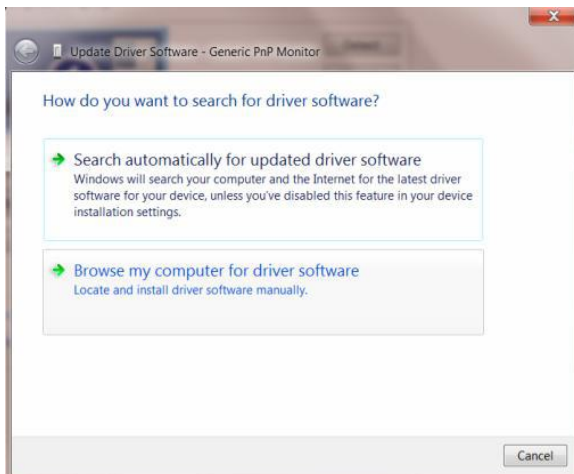 Update Driver Software - Generic PnP Monitor
How do you want to search for driver software?
Search automatically for updated driver software
Windows will search your computer and the Internet for the latest driver
software for your device, unless you've disabled this feature in your device
installation settings.
Browse my computer for driver software
Locate and install driver software manually.
Cancel